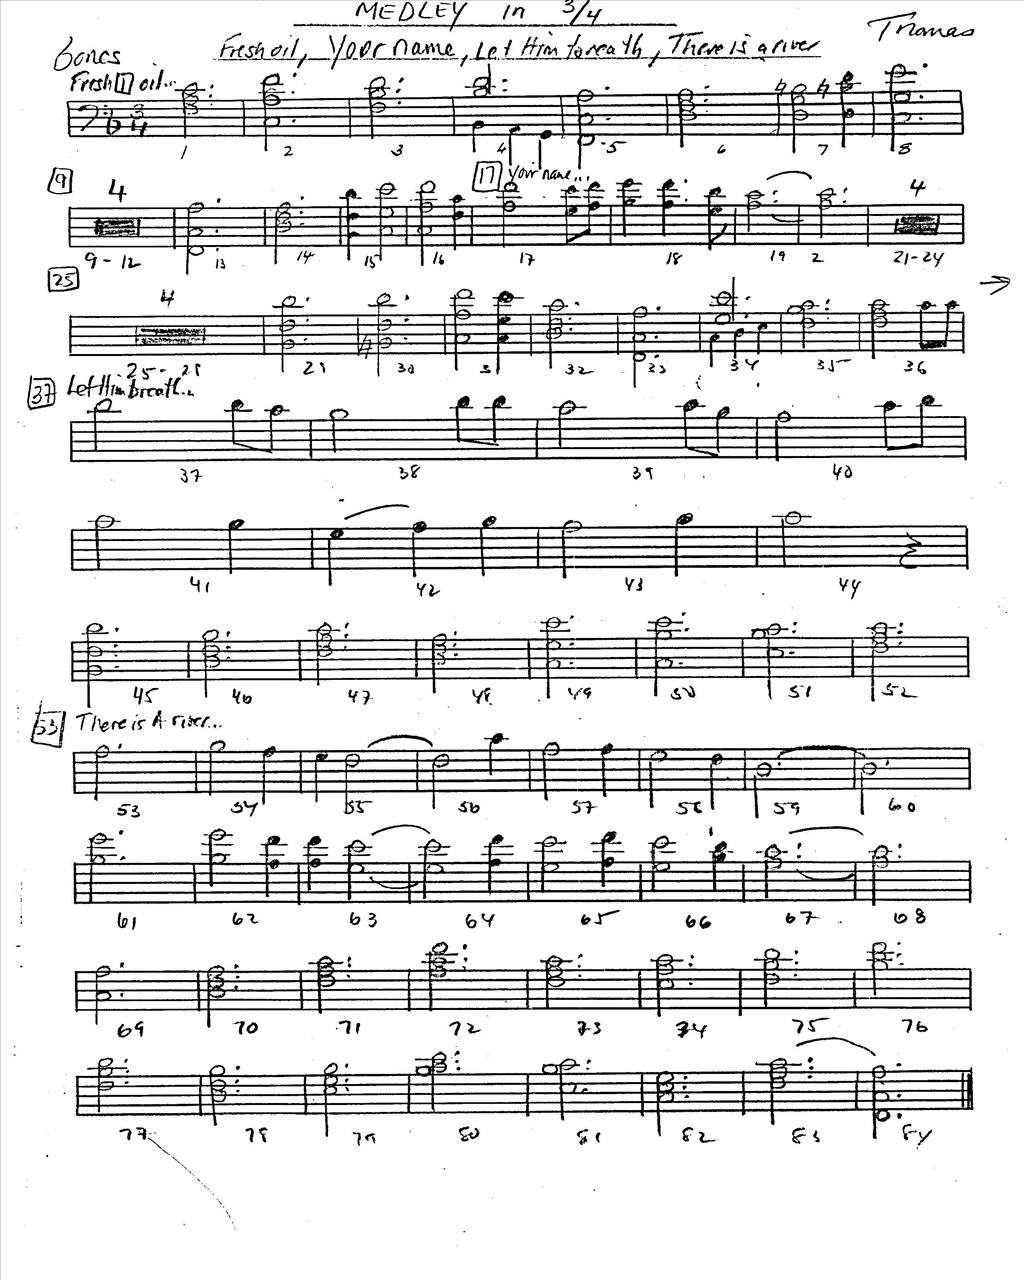 MEDLEY in 3/4
Thomas
bones
Fresh oil, Your name, Let Him breath, There is a river
Fresh 1 oil...
3/4
1 2 3 4 5 6 7 8
9 4 17 Your name... 4
9-12 13 14 15 16 17 18 19 2 21-24
25 4
25-28 29 30 31 32 33 34 35 36
37 Let Him breath...
37 38 39 40
41 42 43 44
45 46 47 48 49 50 51 52
53 There is A river...
53 54 55 56 57 58 59 60
61 62 63 64 65 66 67 68
69 70 71 72 73 74 75 76
77 78 79 80 81 82 83 84